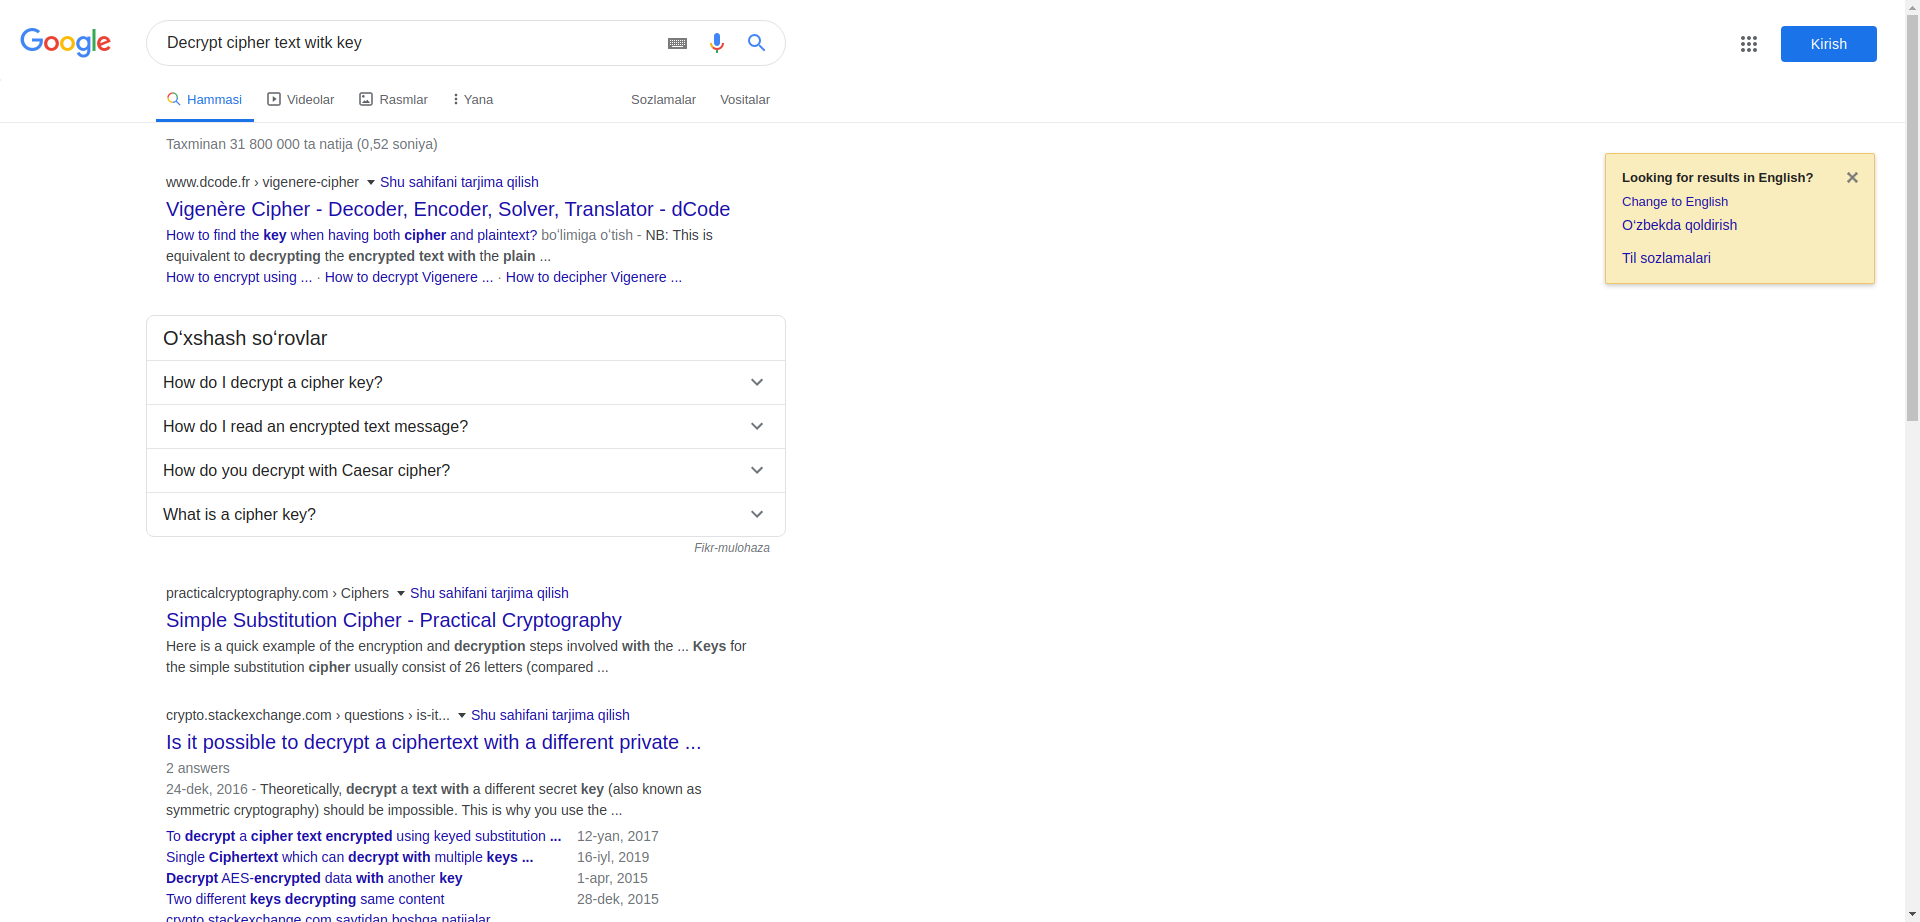 Google
Decrypt cipher text witk key
Kirish
Hammasi Videolar Rasmlar Yana Sozlamalar Vositalar
Taxminan 31 800 000 ta natija (0,52 soniya)
www.dcode.fr › vigenere-cipher Shu sahifani tarjima qilish
Vigenère Cipher - Decoder, Encoder, Solver, Translator - dCode
How to find the key when having both cipher and plaintext? boʻlimiga oʻtish - NB: This is
equivalent to decrypting the encrypted text with the plain ...
How to encrypt using ... · How to decrypt Vigenere ... · How to decipher Vigenere ...
Looking for results in English?
Change to English
Oʻzbekda qoldirish
Til sozlamalari
Oʻxshash soʻrovlar
How do I decrypt a cipher key?
How do I read an encrypted text message?
How do you decrypt with Caesar cipher?
What is a cipher key?
Fikr-mulohaza
practicalcryptography.com › Ciphers Shu sahifani tarjima qilish
Simple Substitution Cipher - Practical Cryptography
Here is a quick example of the encryption and decryption steps involved with the ... Keys for
the simple substitution cipher usually consist of 26 letters (compared ...
crypto.stackexchange.com › questions › is-it... Shu sahifani tarjima qilish
Is it possible to decrypt a ciphertext with a different private ...
2 answers
24-dek, 2016 - Theoretically, decrypt a text with a different secret key (also known as
symmetric cryptography) should be impossible. This is why you use the ...
To decrypt a cipher text encrypted using keyed substitution ... 12-yan, 2017
Single Ciphertext which can decrypt with multiple keys ... 16-iyl, 2019
Decrypt AES-encrypted data with another key 1-apr, 2015
Two different keys decrypting same content 28-dek, 2015
crypto.stackexchange.com saytidan boshqa natijalar